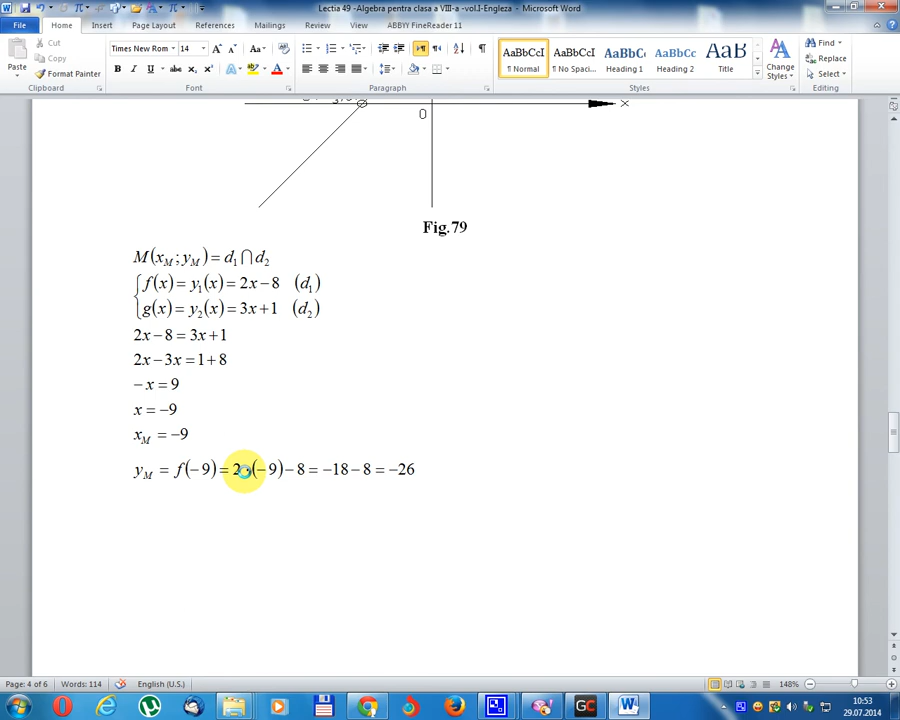 Lectia 49 -Algebra pentra clasa a VIII-a -vol.I-Engleza - Microsoft Word
File Home Insert Page Layout References Mailings Review View ABBYY FineReader 11
Cut
Copy
Format Painter
Paste
Clipboard
Times New Rom 14
Font
Paragraph
AaBbCcI AaBbCcI AaBbC AaBbCc AaB
¶ Normal ¶ No Spaci... Heading 1 Heading 2 Title
Change Styles
Styles
Find
Replace
Select
Editing
x
0
Fig.79
M(x_M ; y_M) = d₁ ⋂ d₂
f(x) = y₁(x) = 2x − 8 (d₁)
g(x) = y₂(x) = 3x + 1 (d₂)
2x − 8 = 3x + 1
2x − 3x = 1 + 8
− x = 9
x = −9
x_M = −9
y_M = f(− 9) = 2 · (− 9) − 8 = −18 − 8 = −26
Page: 4 of 6 Words: 114 English (U.S.) 148%
10:53
29.07.2014